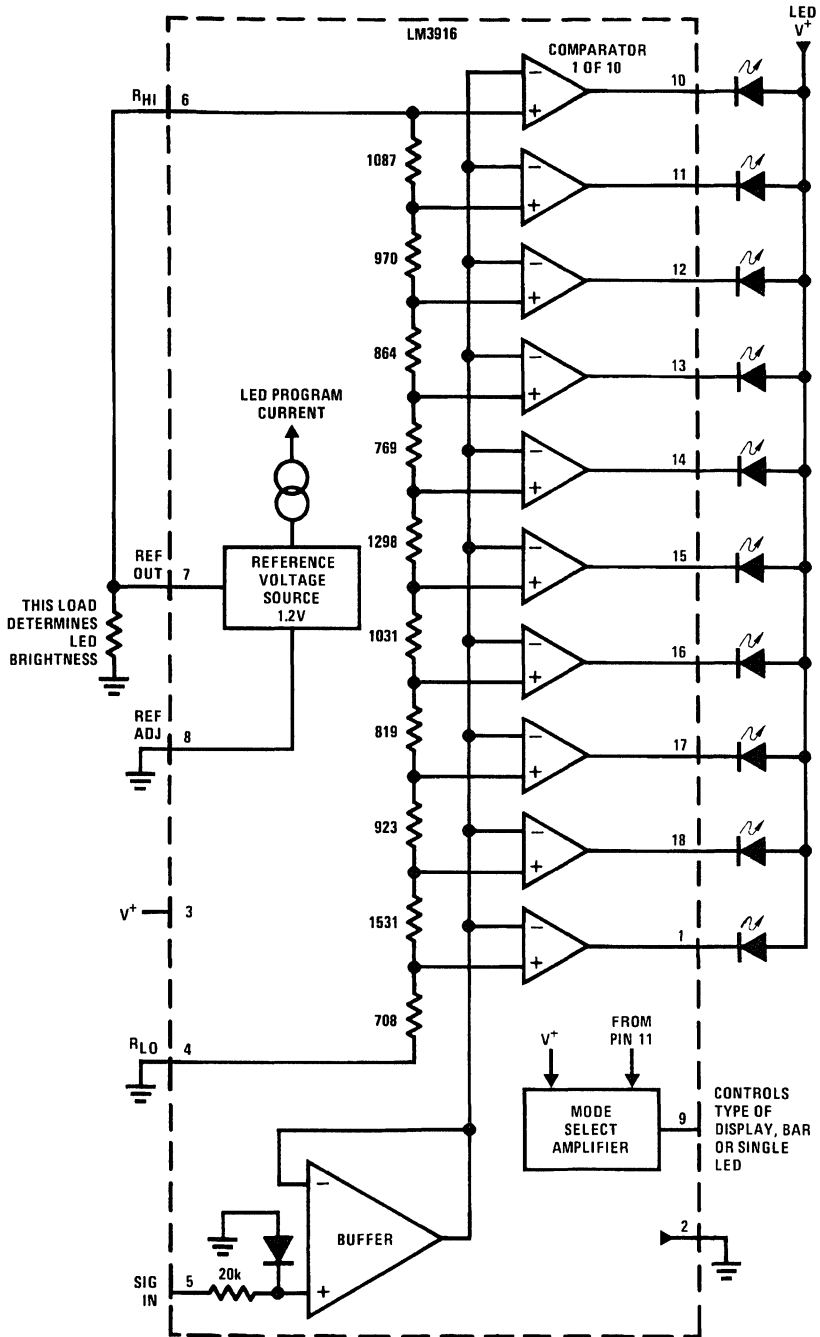 LM3916
LED
V+
COMPARATOR
1 OF 10
10
RHI
6
1087
11
970
12
864
13
LED PROGRAM
CURRENT
769
14
1298
15
REF
OUT
7
REFERENCE
VOLTAGE
SOURCE
1.2V
THIS LOAD
DETERMINES
LED
BRIGHTNESS
1031
16
REF
ADJ
8
819
17
923
18
V+
3
1531
1
708
RLO
4
V+
FROM
PIN 11
MODE
SELECT
AMPLIFIER
9
CONTROLS
TYPE OF
DISPLAY, BAR
OR SINGLE
LED
−
+
−
+
−
+
−
+
−
+
−
+
−
+
−
+
−
+
−
+
−
BUFFER
+
2
SIG
IN
5
20k